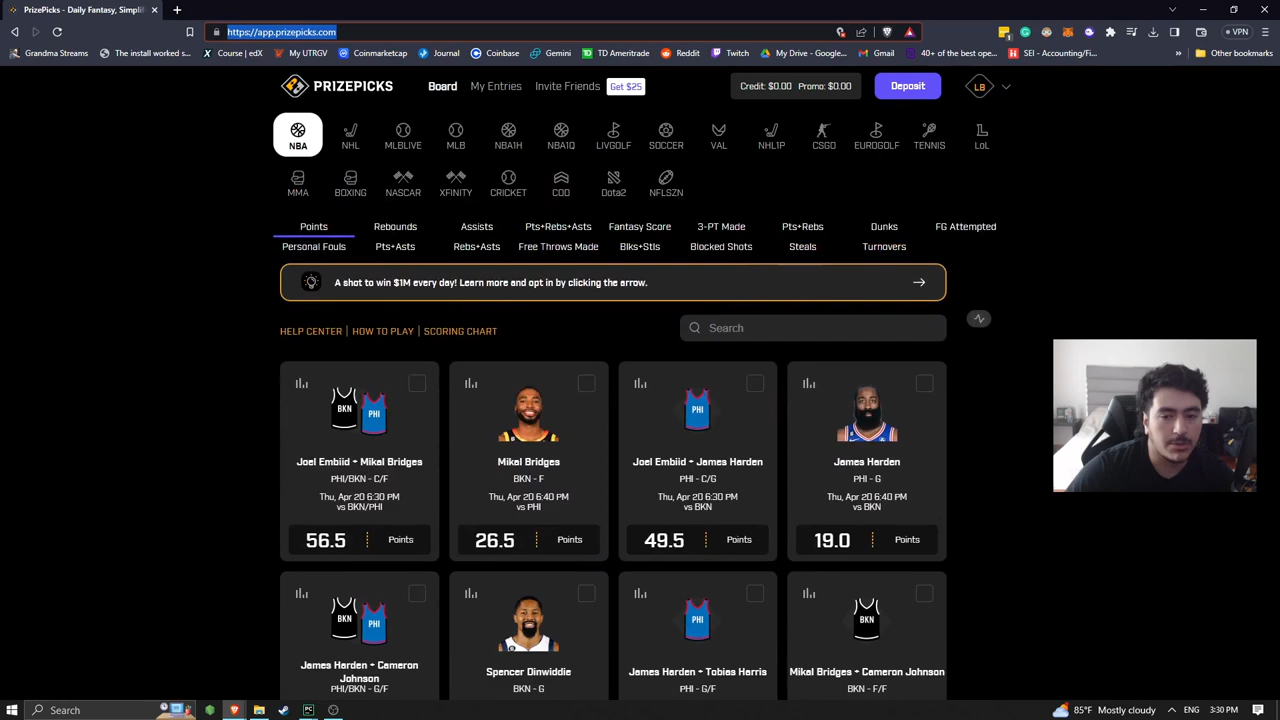 PrizePicks - Daily Fantasy, Simplif
https://app.prizepicks.com
VPN
Grandma Streams
The install worked s...
Course | edX
My UTRGV
Coinmarketcap
Journal
Coinbase
Gemini
TD Ameritrade
Reddit
Twitch
My Drive - Google...
Gmail
40+ of the best ope...
SEI - Accounting/Fi...
Other bookmarks
PRIZEPICKS
Board
My Entries
Invite Friends
Get $25
Credit: $0.00 Promo: $0.00
Deposit
LB
NBA
NHL
MLBLIVE
MLB
NBA1H
NBA1Q
LIVGOLF
SOCCER
VAL
NHL1P
CSGO
EUROGOLF
TENNIS
LoL
MMA
BOXING
NASCAR
XFINITY
CRICKET
COD
Dota2
NFLSZN
Points
Rebounds
Assists
Pts+Rebs+Asts
Fantasy Score
3-PT Made
Pts+Rebs
Dunks
FG Attempted
Personal Fouls
Pts+Asts
Rebs+Asts
Free Throws Made
Blks+Stls
Blocked Shots
Steals
Turnovers
A shot to win $1M every day! Learn more and opt in by clicking the arrow.
HELP CENTER | HOW TO PLAY | SCORING CHART
Search
BKN
PHI
Joel Embiid + Mikal Bridges
PHI/BKN - C/F
Thu, Apr 20 6:30 PM
vs BKN/PHI
56.5
Points
Mikal Bridges
BKN - F
Thu, Apr 20 6:40 PM
vs PHI
26.5
Points
PHI
Joel Embiid + James Harden
PHI - C/G
Thu, Apr 20 6:30 PM
vs BKN
49.5
Points
James Harden
PHI - G
Thu, Apr 20 6:40 PM
vs BKN
19.0
Points
BKN
PHI
James Harden + Cameron
Johnson
PHI/BKN - G/F
Spencer Dinwiddie
BKN - G
PHI
James Harden + Tobias Harris
PHI - G/F
BKN
Mikal Bridges + Cameron Johnson
BKN - F/F
Search
85°F Mostly cloudy
ENG
3:30 PM